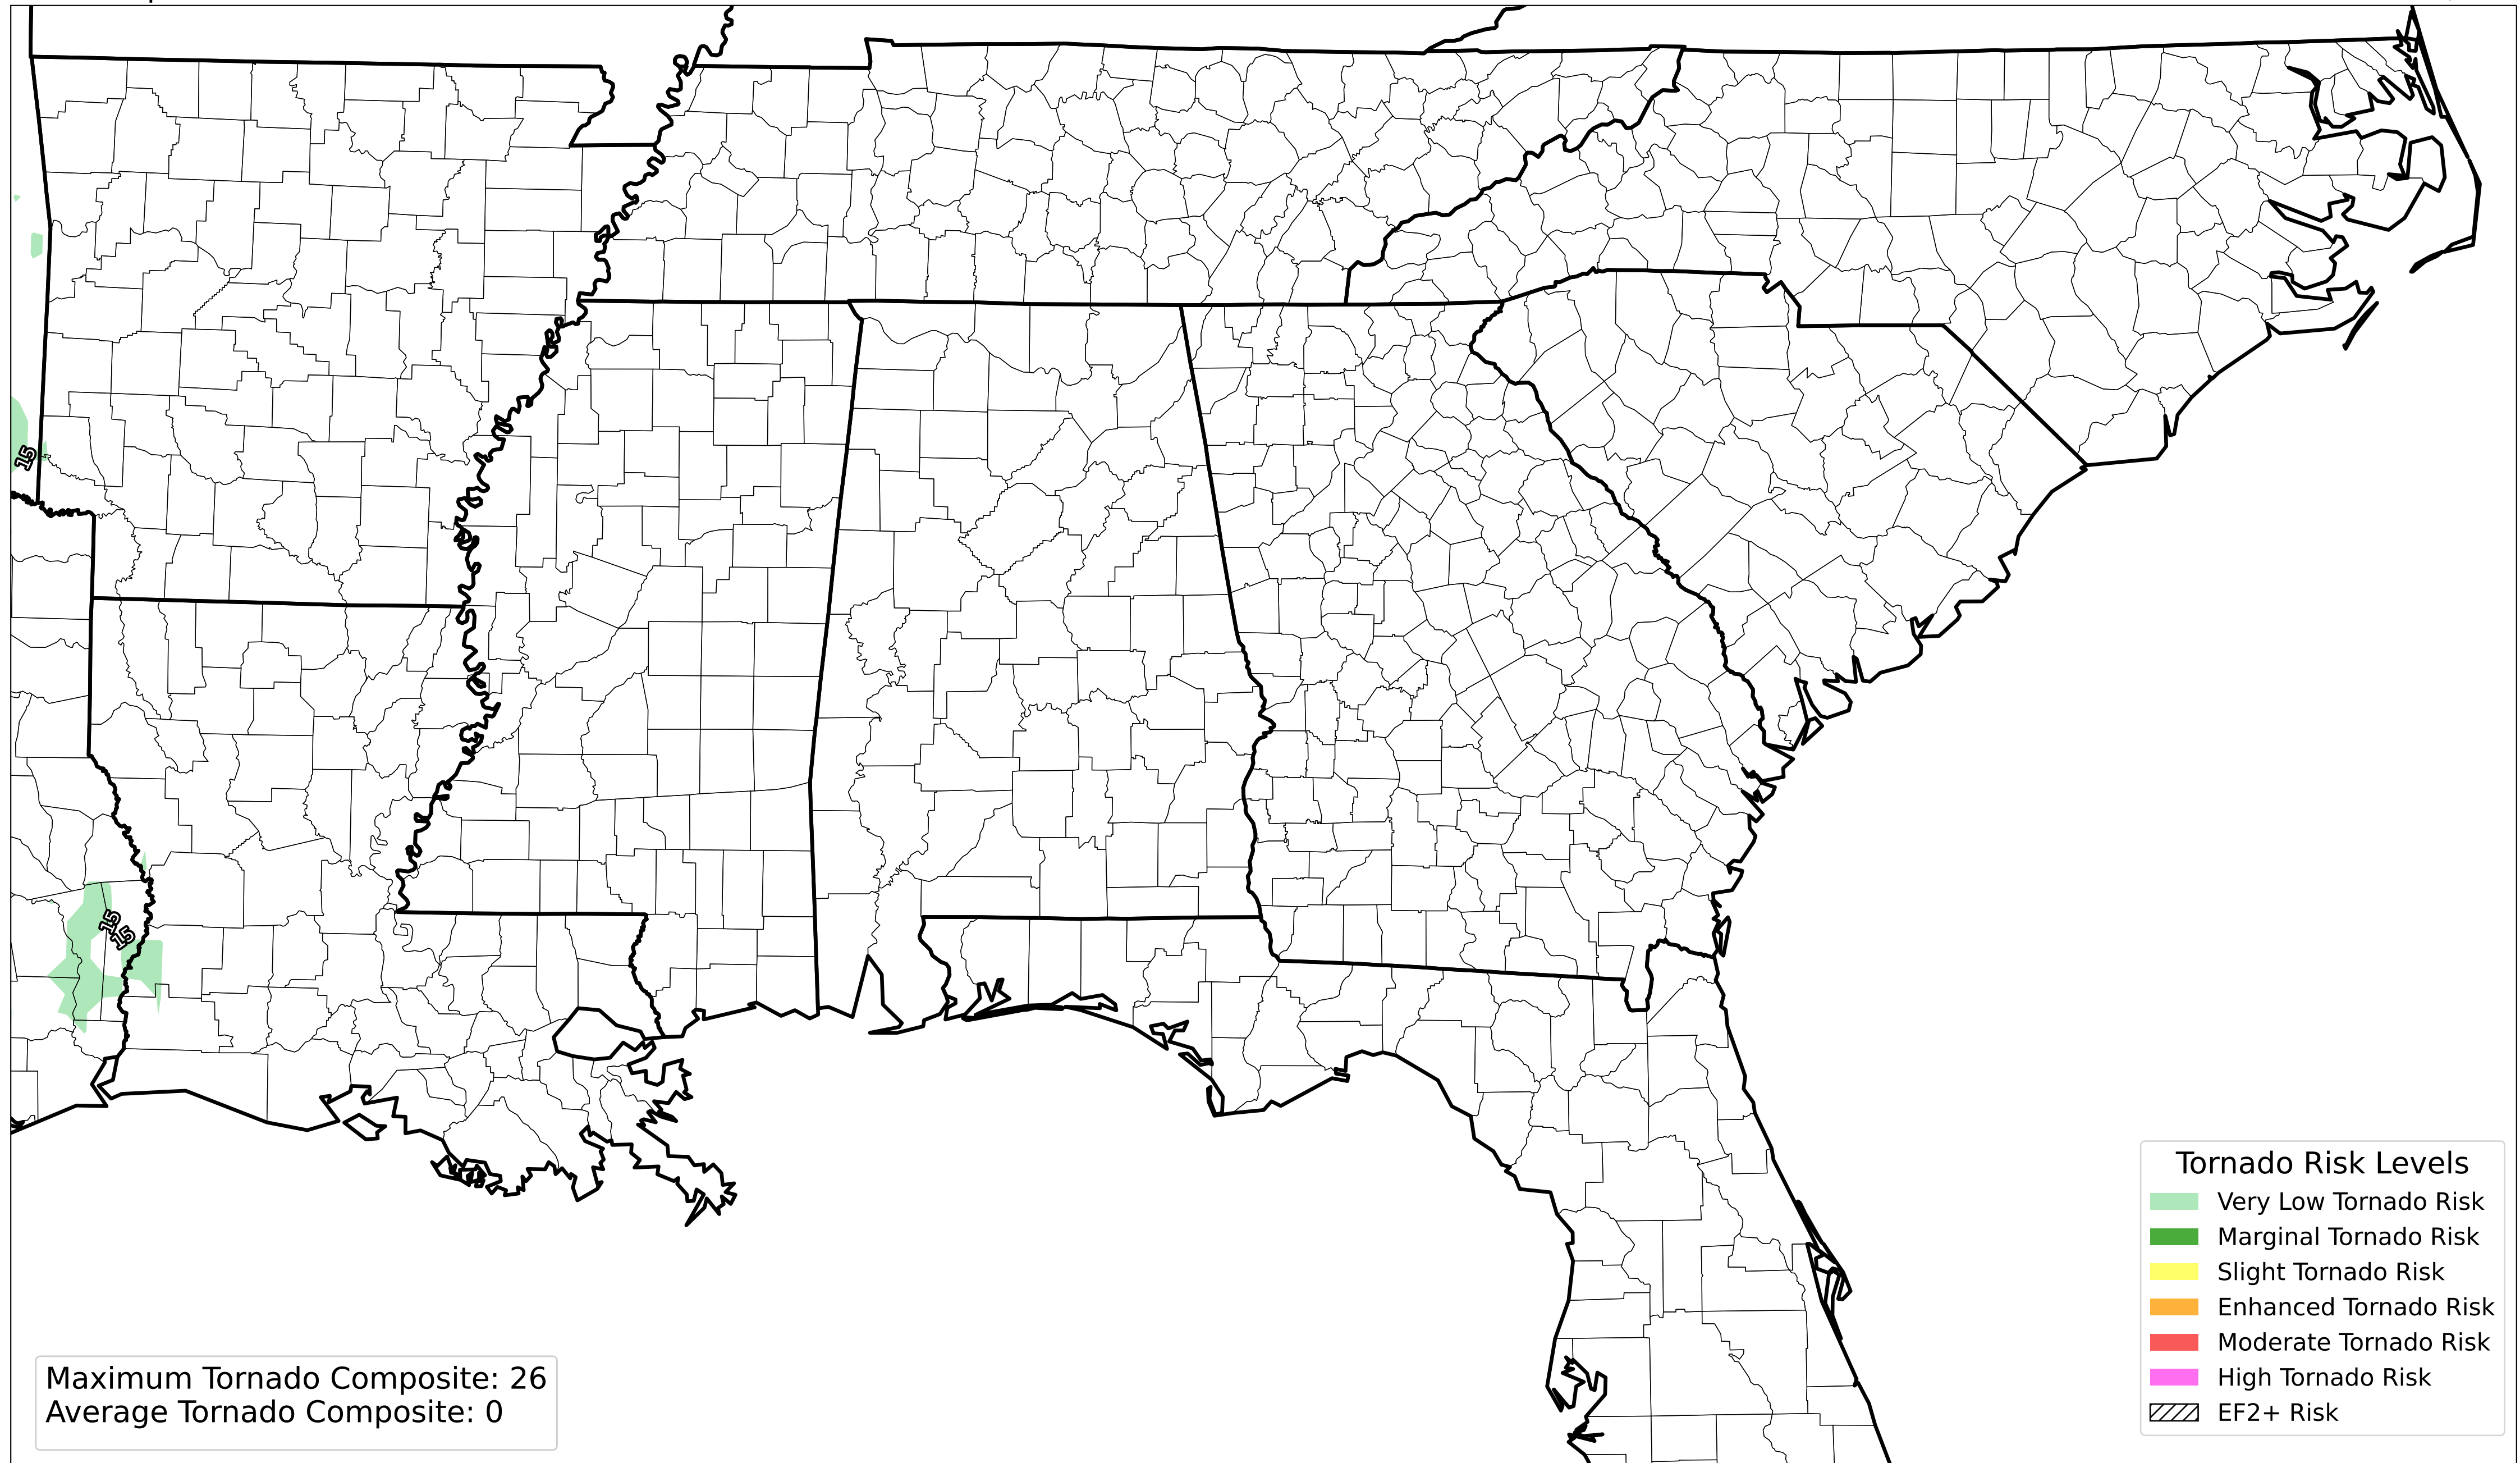 15
15
15
Tornado Risk Levels
Very Low Tornado Risk
Marginal Tornado Risk
Slight Tornado Risk
Enhanced Tornado Risk
Moderate Tornado Risk
High Tornado Risk
EF2+ Risk
Maximum Tornado Composite: 26
Average Tornado Composite: 0